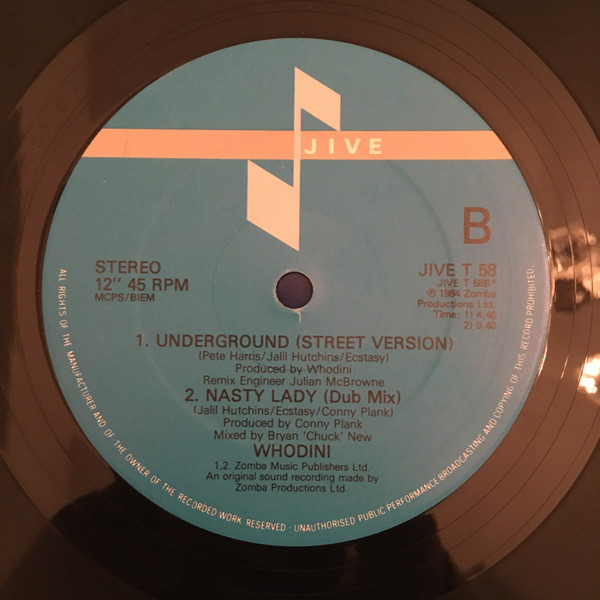 JIVE
B
STEREO
12" 45 RPM
MCPS/BIEM
JIVE T 58
JIVE T 58B*
℗ 1984 Zomba
Productions Ltd.
Time: 1) 4.40
2) 9.40
1. UNDERGROUND (STREET VERSION)
(Pete Harris/Jalil Hutchins/Ecstasy)
Produced by Whodini
Remix Engineer Julian McBrowne
2. NASTY LADY (Dub Mix)
(Jalil Hutchins/Ecstasy/Conny Plank)
Produced by Conny Plank
Mixed by Bryan 'Chuck' New
WHODINI
1,2. Zomba Music Publishers Ltd.
An original sound recording made by
Zomba Productions Ltd.
ALL RIGHTS OF THE MANUFACTURER AND OF THE OWNER OF THE RECORDED WORK RESERVED · UNAUTHORISED PUBLIC PERFORMANCE BROADCASTING AND COPYING OF THIS RECORD PROHIBITED.